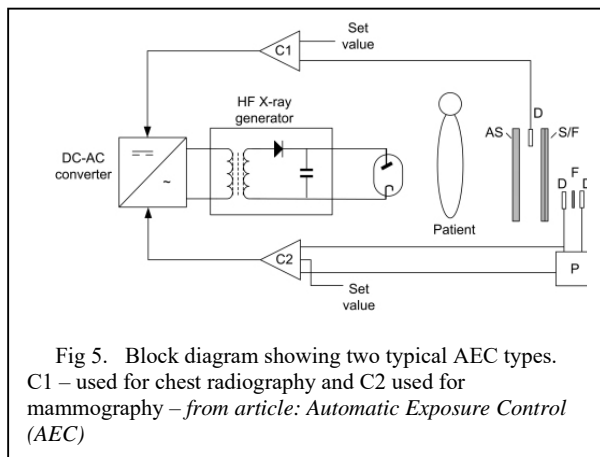 Set
value
C1
HF X-ray
generator
D
AS
S/F
DC-AC
converter
~
D
F
D
Patient
C2
P
Set
value
Fig 5. Block diagram showing two typical AEC types.
C1 – used for chest radiography and C2 used for
mammography – from article: Automatic Exposure Control
(AEC)